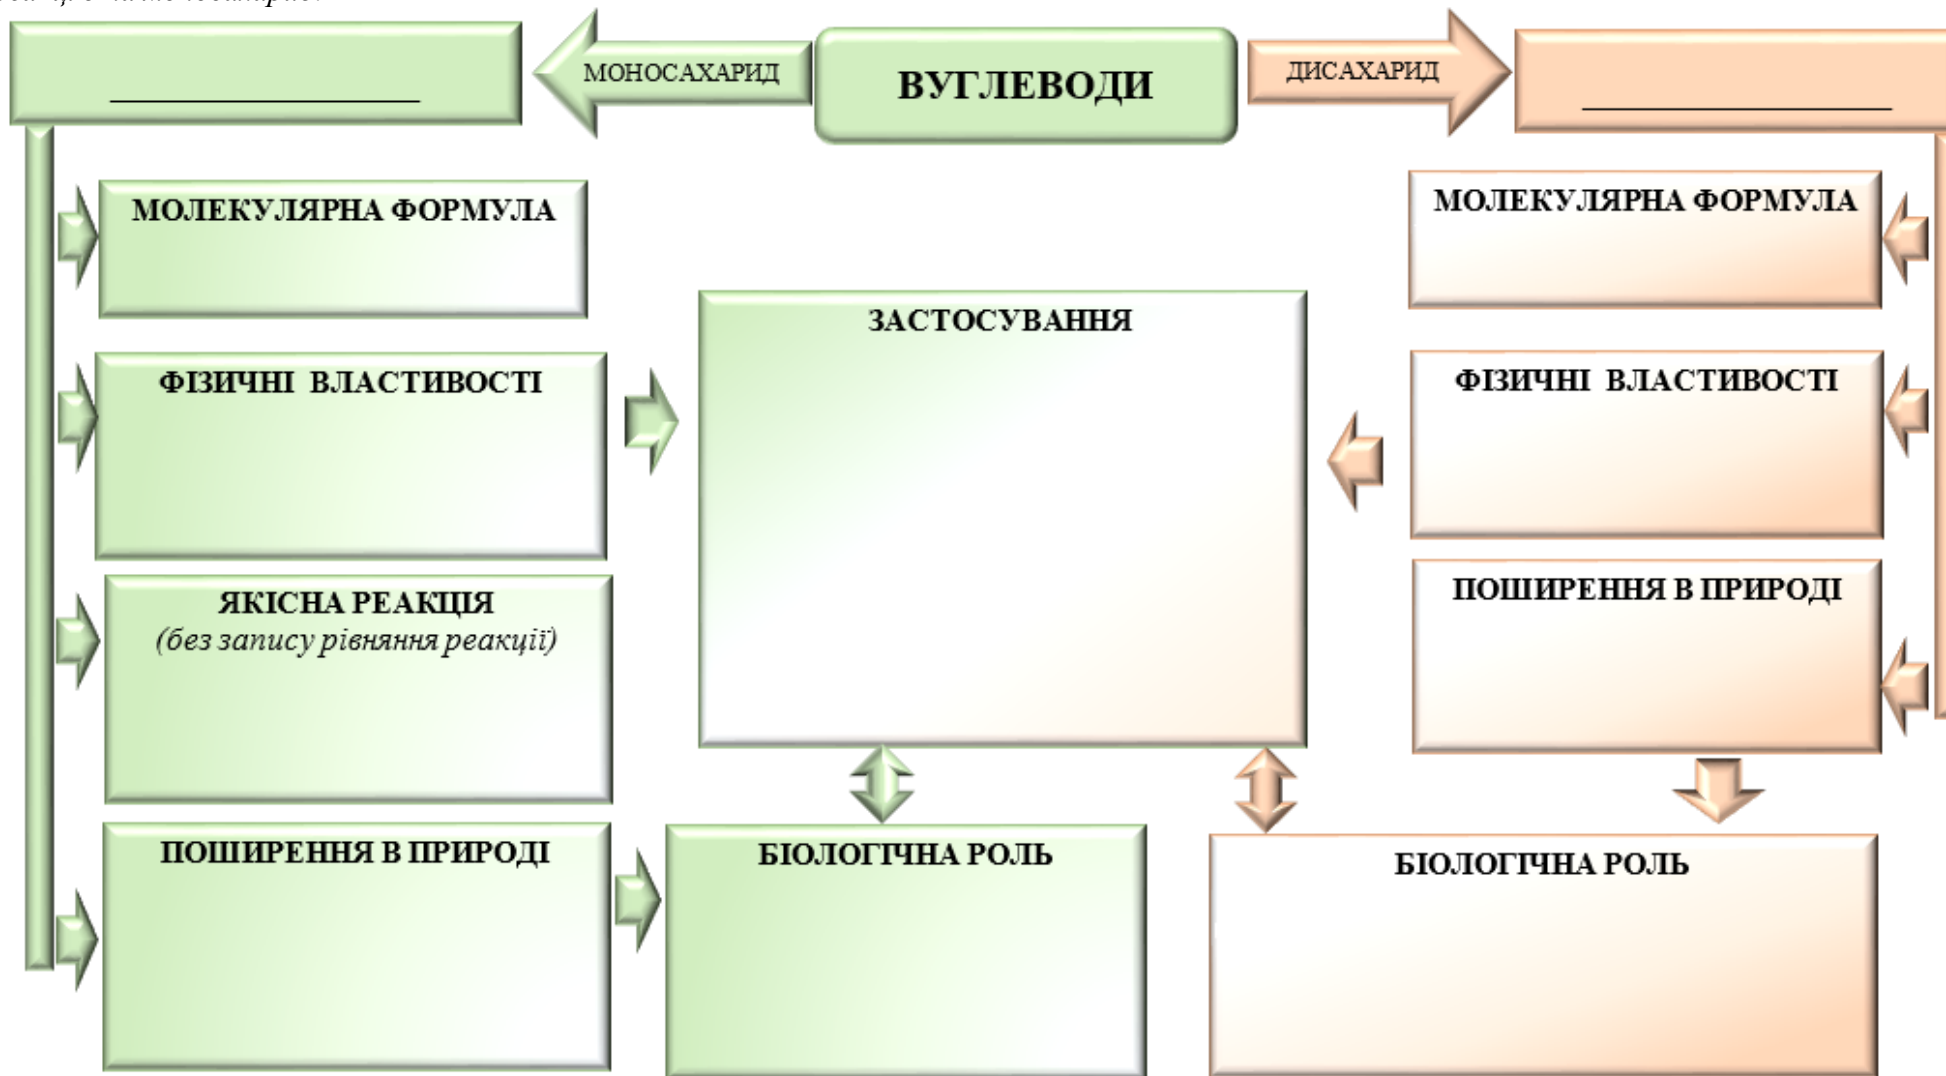 МОНОСАХАРИД
ВУГЛЕВОДИ
ДИСАХАРИД
МОЛЕКУЛЯРНА ФОРМУЛА
МОЛЕКУЛЯРНА ФОРМУЛА
ЗАСТОСУВАННЯ
ФІЗИЧНІ ВЛАСТИВОСТІ
ФІЗИЧНІ ВЛАСТИВОСТІ
ЯКІСНА РЕАКЦІЯ
(без запису рівняння реакції)
ПОШИРЕННЯ В ПРИРОДІ
ПОШИРЕННЯ В ПРИРОДІ
БІОЛОГІЧНА РОЛЬ
БІОЛОГІЧНА РОЛЬ